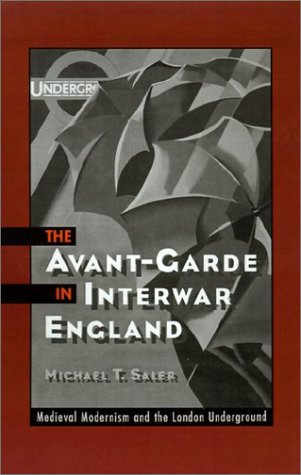 UNDERGR
THE
AVANT-GARDE
IN INTERWAR
ENGLAND
MICHAEL T. SALER
Medieval Modernism and the London Underground